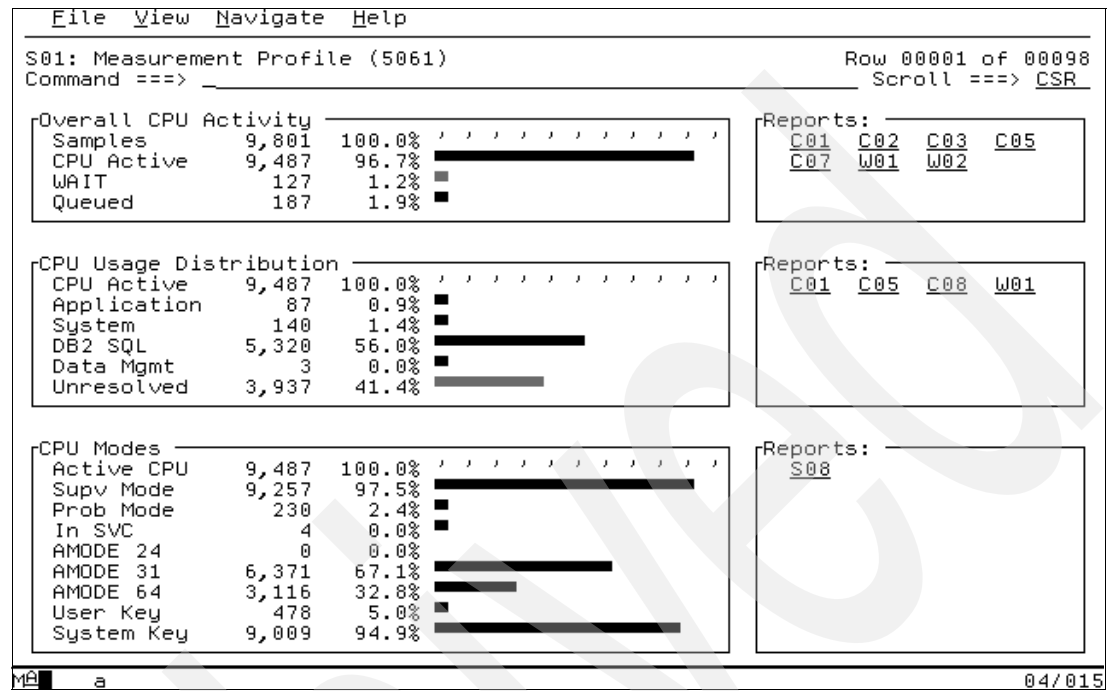 File View Navigate Help
S01: Measurement Profile (5061) Row 00001 of 00098
Command ===> _ Scroll ===> CSR
Overall CPU Activity Reports:
Samples 9,801 100.0% C01 C02 C03 C05
CPU Active 9,487 96.7% C07 W01 W02
WAIT 127 1.2%
Queued 187 1.9%
CPU Usage Distribution Reports:
CPU Active 9,487 100.0% C01 C05 C08 W01
Application 87 0.9%
System 140 1.4%
DB2 SQL 5,320 56.0%
Data Mgmt 3 0.0%
Unresolved 3,937 41.4%
CPU Modes Reports:
Active CPU 9,487 100.0% S08
Supv Mode 9,257 97.5%
Prob Mode 230 2.4%
In SVC 4 0.0%
AMODE 24 0 0.0%
AMODE 31 6,371 67.1%
AMODE 64 3,116 32.8%
User Key 478 5.0%
System Key 9,009 94.9%
MA a 04/015